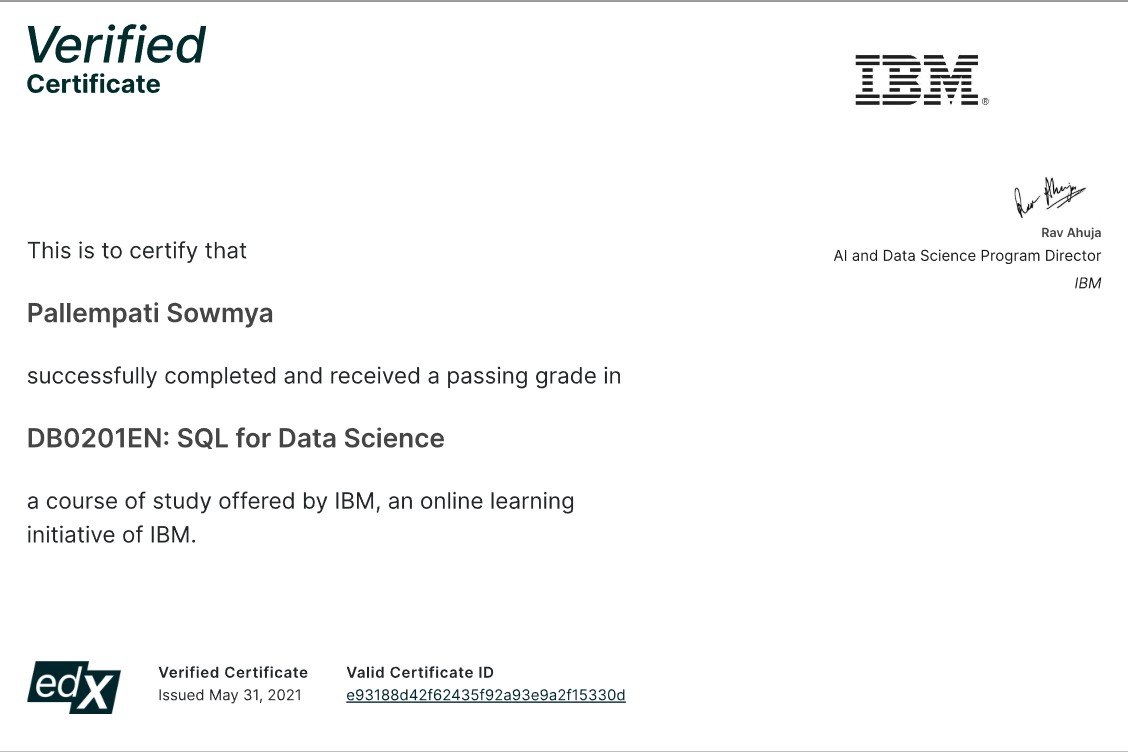 Verified
Certificate
IBM®
Rav Ahuja
Rav Ahuja
AI and Data Science Program Director
IBM
This is to certify that
Pallempati Sowmya
successfully completed and received a passing grade in
DB0201EN: SQL for Data Science
a course of study offered by IBM, an online learning
initiative of IBM.
edX
Verified Certificate
Issued May 31, 2021
Valid Certificate ID
e93188d42f62435f92a93e9a2f15330d